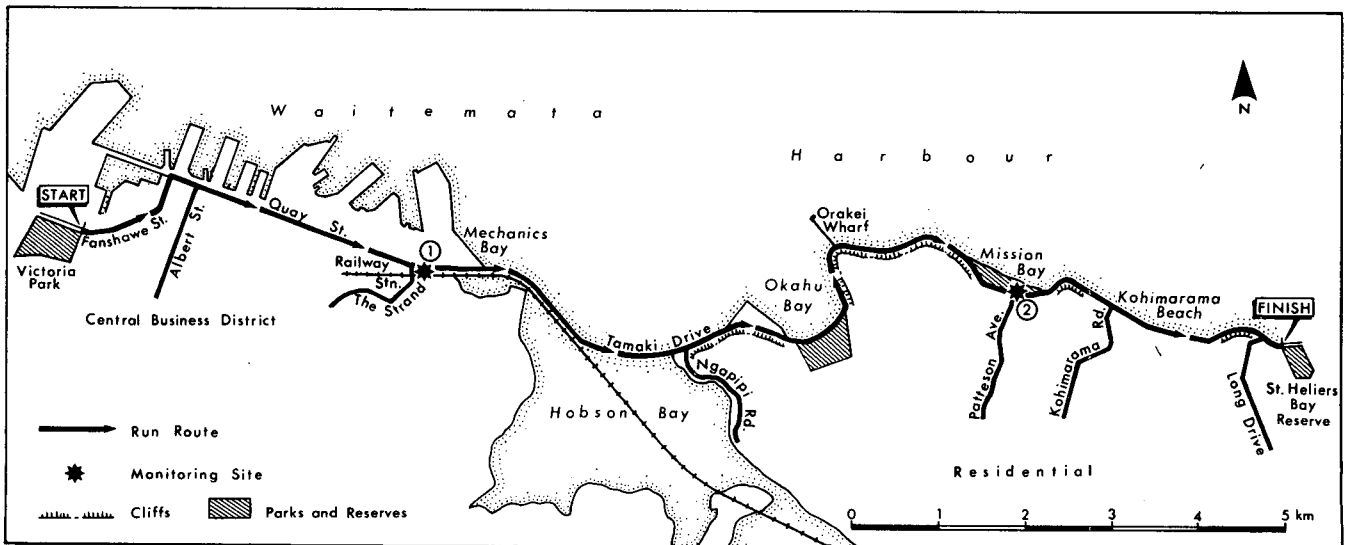 Waitemata
Harbour
N
START
Fanshawe St.
Victoria
Park
Albert St.
Quay St.
Central Business District
Railway
Stn.
The Strand
1
Mechanics
Bay
Tamaki Drive
Ngapipi Rd.
Hobson Bay
Okahu
Bay
Orakei
Wharf
Mission
Bay
2
Patteson Ave.
Kohimarama Rd.
Kohimarama
Beach
FINISH
Long Drive
St. Heliers
Bay
Reserve
Residential
Run Route
Monitoring Site
Cliffs
Parks and Reserves
0 1 2 3 4 5 km